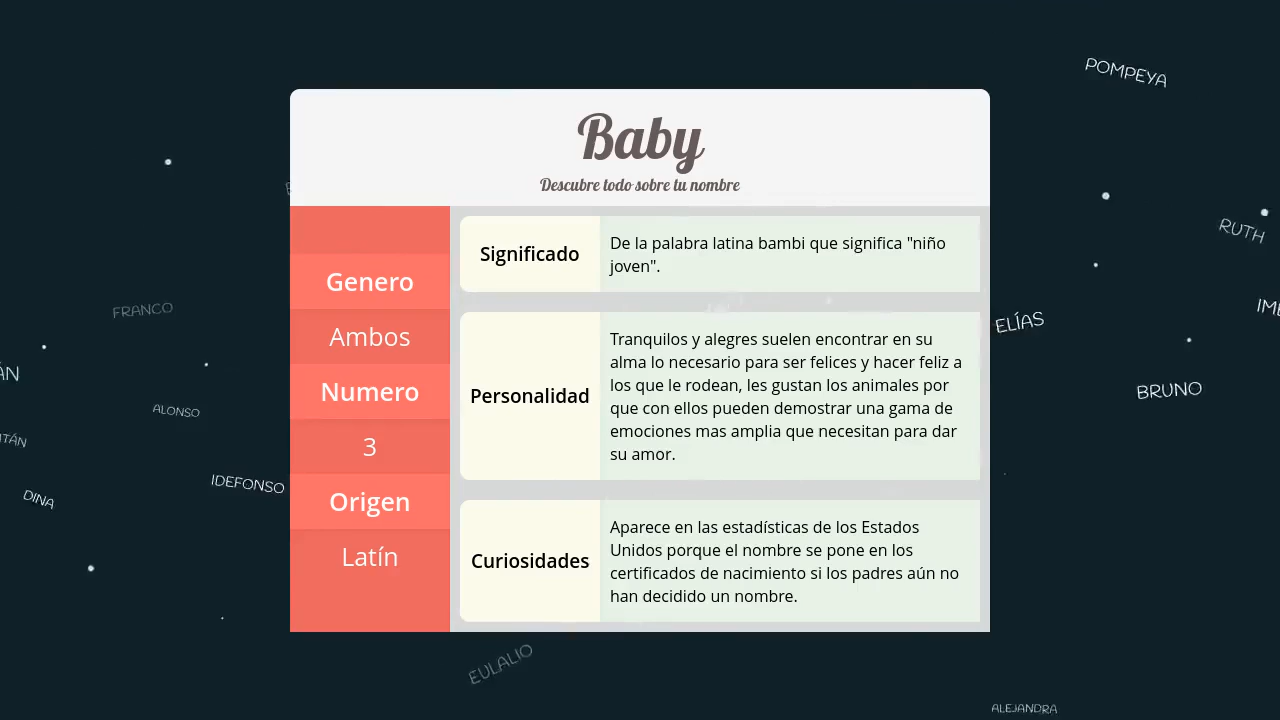 Baby
Descubre todo sobre tu nombre
Genero
Ambos
Numero
3
Origen
Latín
Significado
De la palabra latina bambi que significa "niño
joven".
Personalidad
Tranquilos y alegres suelen encontrar en su
alma lo necesario para ser felices y hacer feliz a
los que le rodean, les gustan los animales por
que con ellos pueden demostrar una gama de
emociones mas amplia que necesitan para dar
su amor.
Curiosidades
Aparece en las estadísticas de los Estados
Unidos porque el nombre se pone en los
certificados de nacimiento si los padres aún no
han decidido un nombre.
POMPEYA
RUTH
FRANCO
ELÍAS
BRUNO
ALONSO
IDEFONSO
DINA
EULALIO
ALEJANDRA